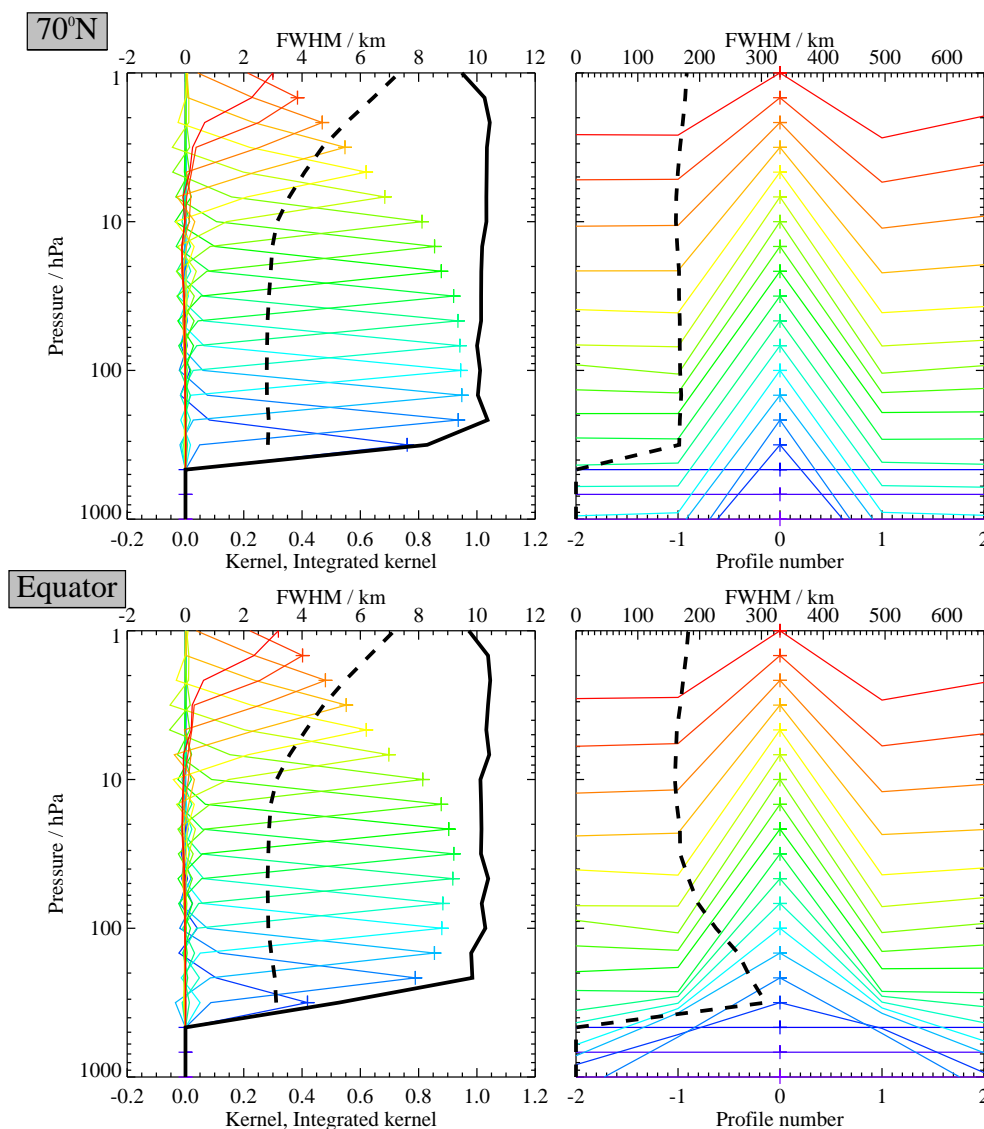 70⁰N
FWHM / km
FWHM / km
0 2 4 6 8 10 12
0 100 200 300 400 500 600
1
10
100
1000
Pressure / hPa
-0.2 0.0 0.2 0.4 0.6 0.8 1.0 1.2
-2 -1 0 1 2
Kernel, Integrated kernel
Profile number
Equator
FWHM / km
FWHM / km
-2 0 2 4 6 8 10 12
0 100 200 300 400 500 600
1
10
100
1000
Pressure / hPa
-0.2 0.0 0.2 0.4 0.6 0.8 1.0 1.2
-2 -1 0 1 2
Kernel, Integrated kernel
Profile number